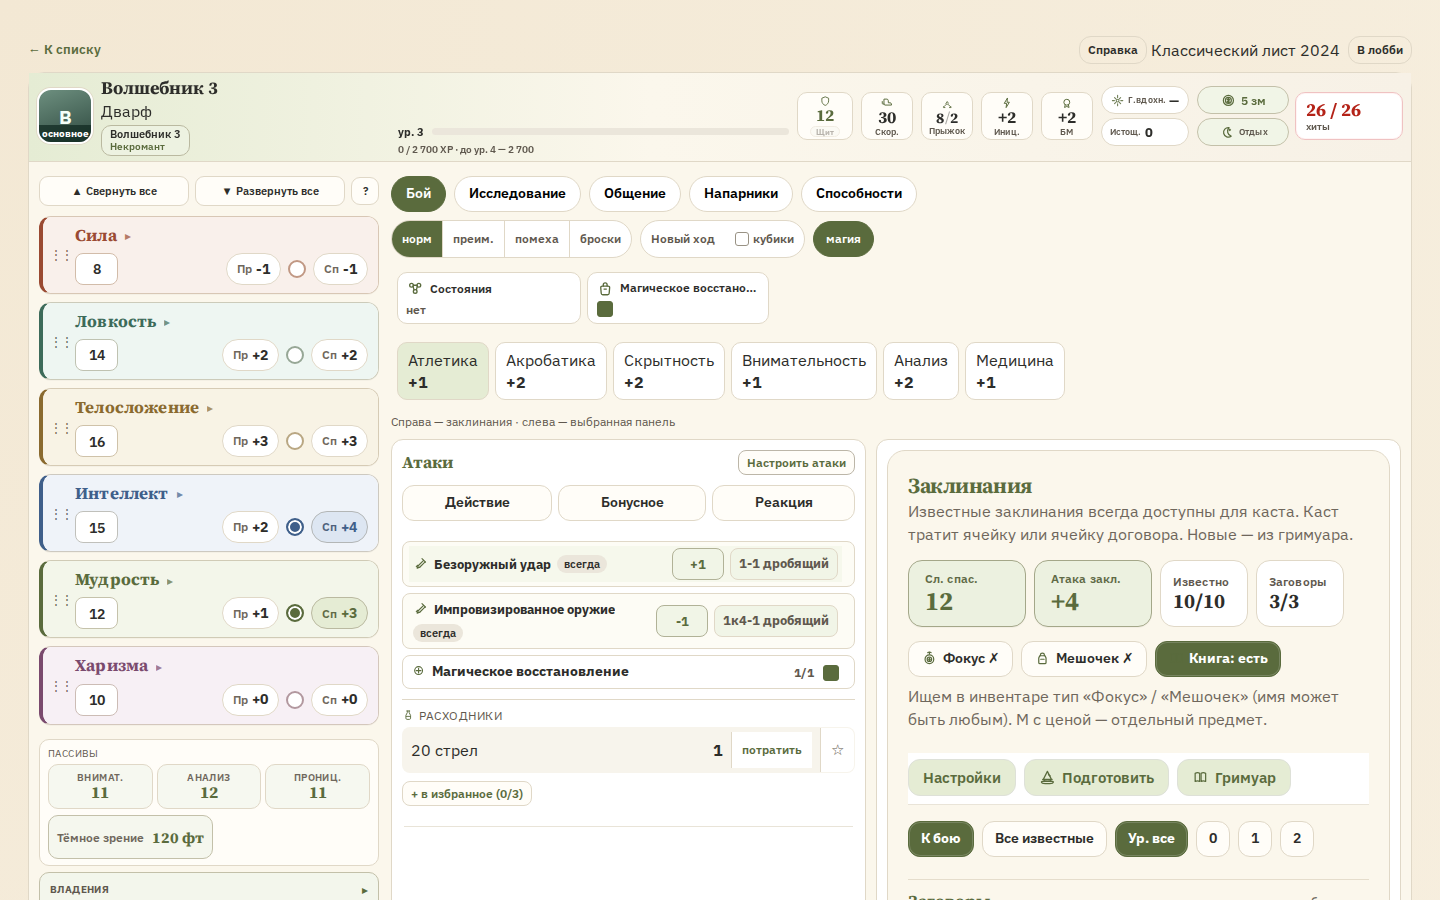 ← К списку
Справка Классический лист 2024 В лобби
В
основное
Волшебник 3
Дварф
Волшебник 3
Некромант
ур. 3
0 / 2 700 XP · до ур. 4 — 2 700
12
Щит
30
Скор.
8/2
Прыжок
+2
Иниц.
+2
БМ
Г.вдохн. —
Истощ. 0
5 зм
Отдых
26 / 26
хиты
▲ Свернуть все
▼ Развернуть все
?
Сила ▸
8
Пр -1
Сп -1
Ловкость ▸
14
Пр +2
Сп +2
Телосложение ▸
16
Пр +3
Сп +3
Интеллект ▸
15
Пр +2
Сп +4
Мудрость ▸
12
Пр +1
Сп +3
Харизма ▸
10
Пр +0
Сп +0
ПАССИВЫ
ВНИМАТ.
11
АНАЛИЗ
12
ПРОНИЦ.
11
Тёмное зрение 120 фт
ВЛАДЕНИЯ ▸
Бой
Исследование
Общение
Напарники
Способности
норм
преим.
помеха
броски
Новый ход
кубики
магия
Состояния
нет
Магическое восстано...
Атлетика
+1
Акробатика
+2
Скрытность
+2
Внимательность
+1
Анализ
+2
Медицина
+1
Справа — заклинания · слева — выбранная панель
Атаки
Настроить атаки
Действие
Бонусное
Реакция
Безоружный удар всегда
+1
1-1 дробящий
Импровизированное оружие
всегда
-1
1к4-1 дробящий
Магическое восстановление
1/1
РАСХОДНИКИ
20 стрел
1
потратить
☆
+ в избранное (0/3)
Заклинания
Известные заклинания всегда доступны для каста. Каст
тратит ячейку или ячейку договора. Новые — из гримуара.
Сл. спас.
12
Атака закл.
+4
Известно
10/10
Заговоры
3/3
Фокус ✗
Мешочек ✗
Книга: есть
Ищем в инвентаре тип «Фокус» / «Мешочек» (имя может
быть любым). М с ценой — отдельный предмет.
Настройки
Подготовить
Гримуар
К бою
Все известные
Ур. все
0
1
2